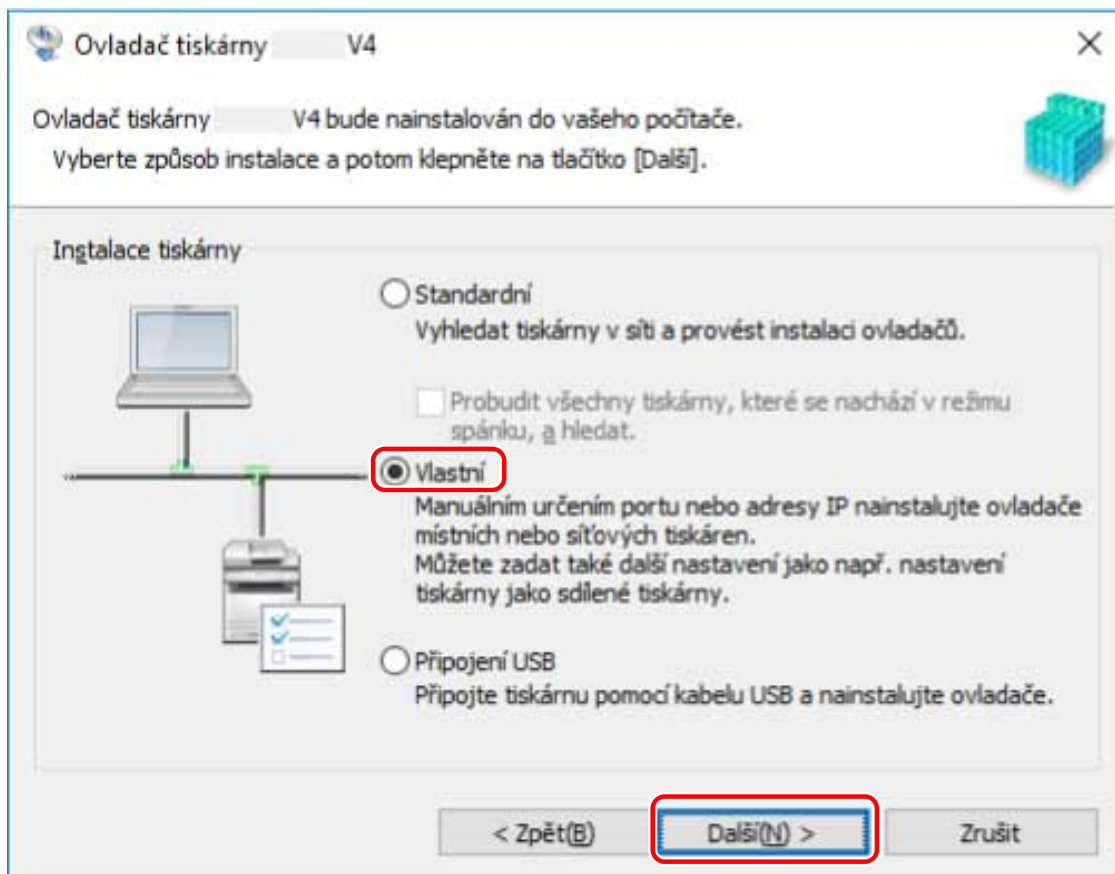 Ovladač tiskárny V4
Ovladač tiskárny V4 bude nainstalován do vašeho počítače.
Vyberte způsob instalace a potom klepněte na tlačítko [Další].
Instalace tiskárny
Standardní
Vyhledat tiskárny v síti a provést instalaci ovladačů.
Probudit všechny tiskárny, které se nachází v režimu
spánku, a hledat.
Vlastní
Manuálním určením portu nebo adresy IP nainstalujte ovladače
místních nebo síťových tiskáren.
Můžete zadat také další nastavení jako např. nastavení
tiskárny jako sdílené tiskárny.
Připojení USB
Připojte tiskárnu pomocí kabelu USB a nainstalujte ovladače.
< Zpět(B)
Další(N) >
Zrušit